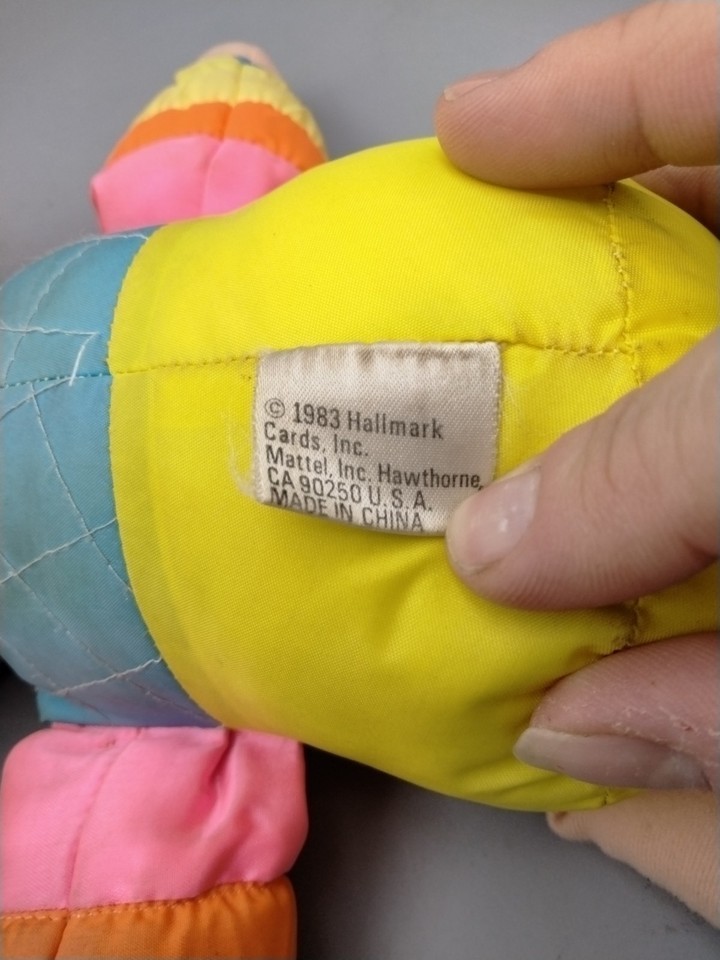 © 1983 Hallmark
Cards, Inc.
Mattel, Inc. Hawthorne,
CA 90250 U.S.A.
MADE IN CHINA